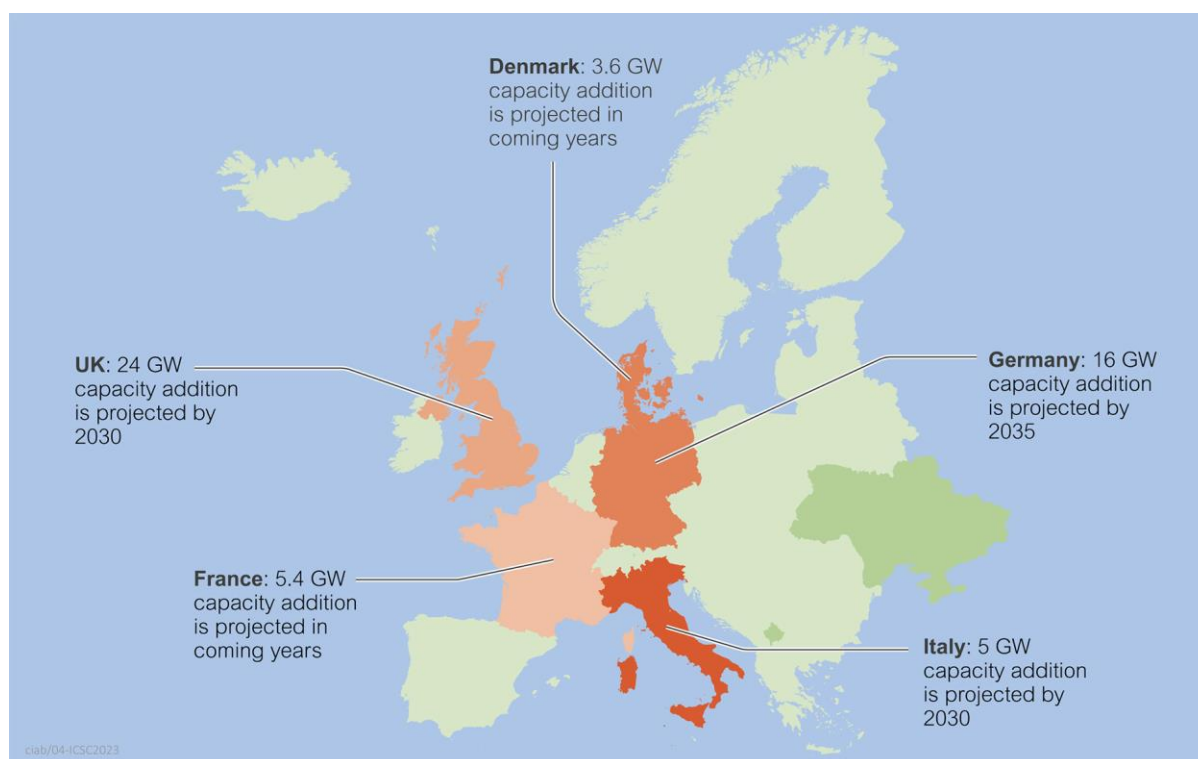 Denmark: 3.6 GW
capacity addition
is projected in
coming years
UK: 24 GW
capacity addition
is projected by
2030
Germany: 16 GW
capacity addition
is projected by
2035
France: 5.4 GW
capacity addition
is projected in
coming years
Italy: 5 GW
capacity addition
is projected by
2030
ciab/04-ICSC2023